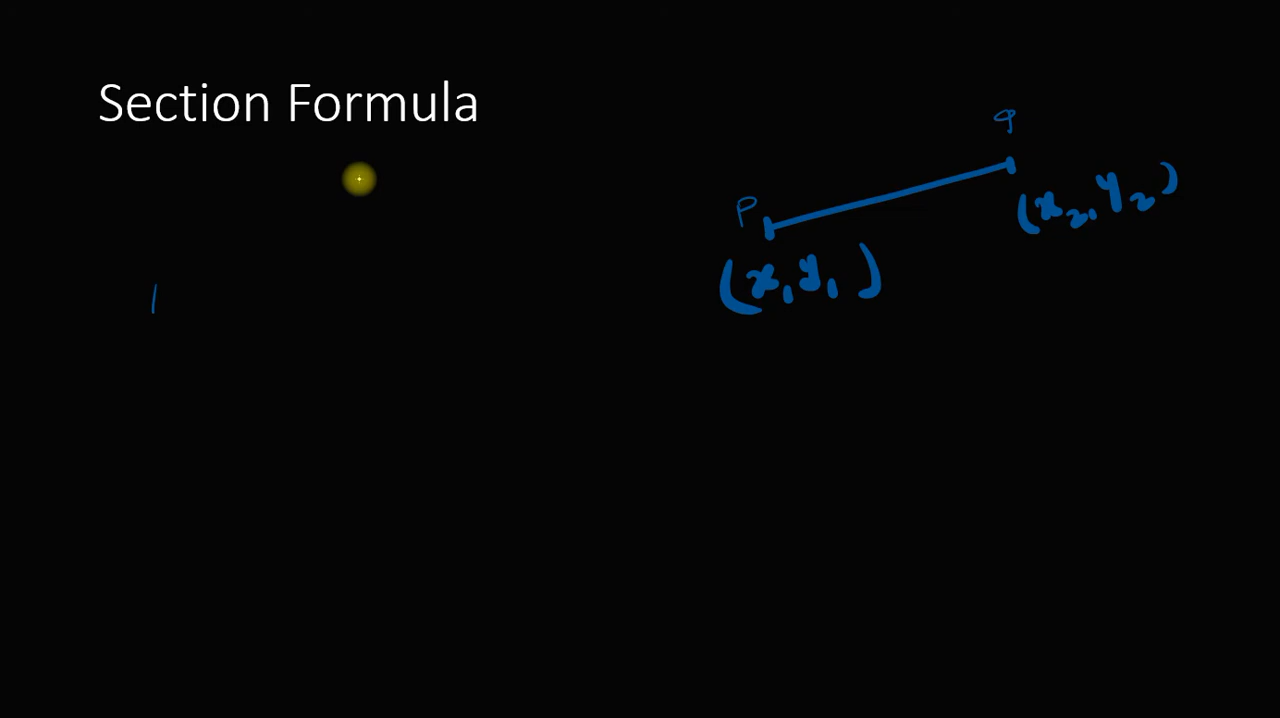 Section Formula
q
P
(x₂, y₂)
(x₁ y₁)
|